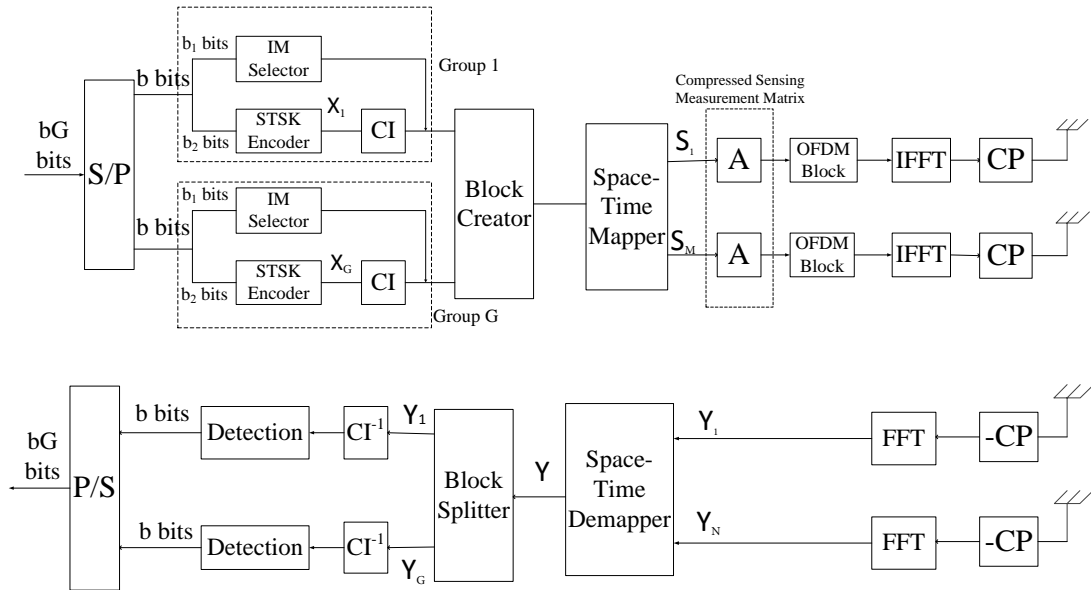 b₁ bits
IM
Selector
Group 1
b bits
X₁
b₂ bits
STSK
Encoder
CI
bG
bits
S/P
b₁ bits
IM
Selector
b bits
X_G
b₂ bits
STSK
Encoder
CI
Group G
Block
Creator
Space-
Time
Mapper
Compressed Sensing
Measurement Matrix
S₁
A
OFDM
Block
IFFT
CP
S_M
A
OFDM
Block
IFFT
CP
bG
bits
P/S
b bits
Detection
CI⁻¹
Y₁
b bits
Detection
CI⁻¹
Y_G
Block
Splitter
Y
Space-
Time
Demapper
Y₁
FFT
-CP
Y_N
FFT
-CP